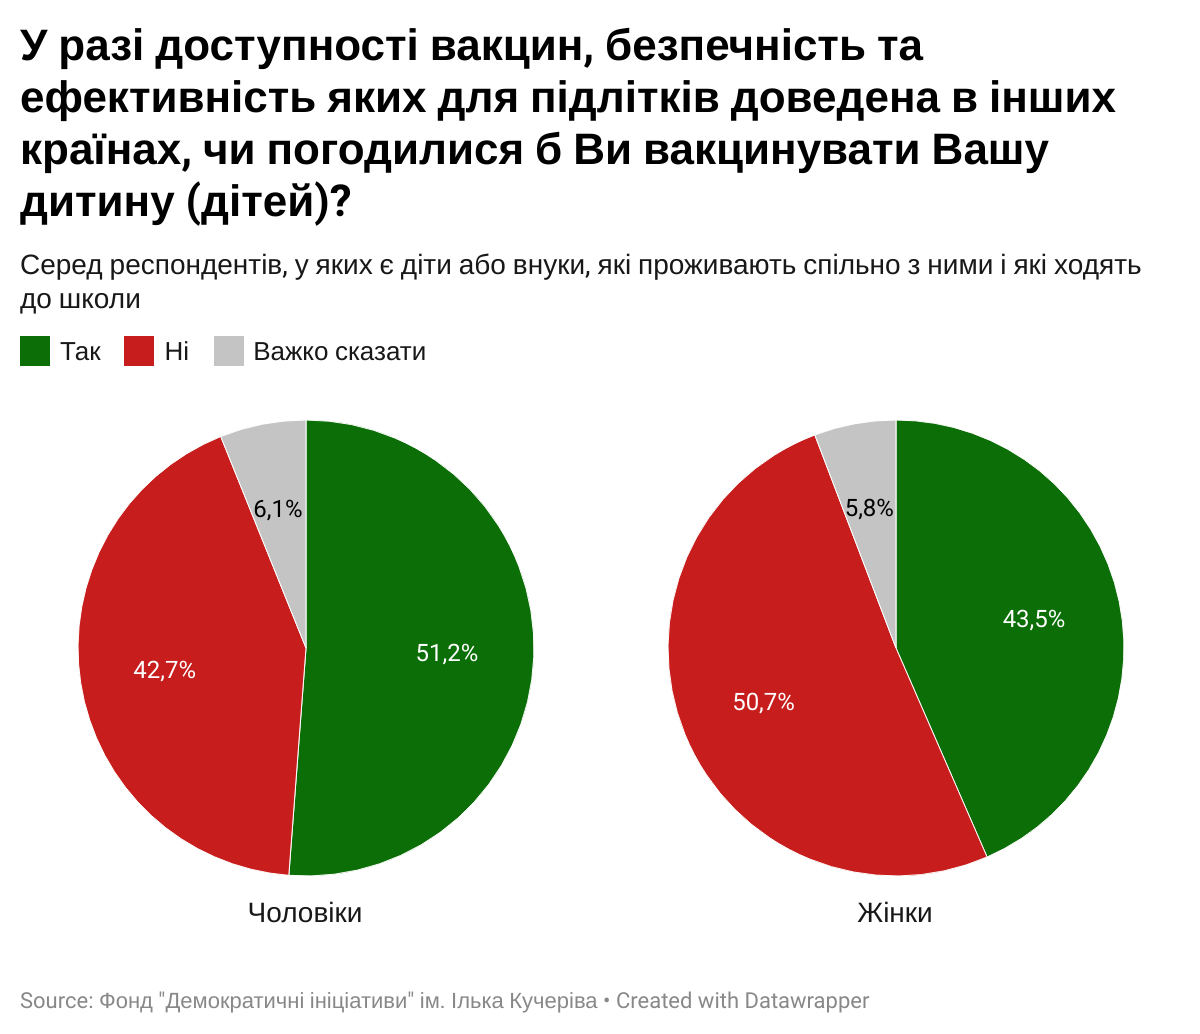 У разі доступності вакцин, безпечність та
ефективність яких для підлітків доведена в інших
країнах, чи погодилися б Ви вакцинувати Вашу
дитину (дітей)?
Серед респондентів, у яких є діти або внуки, які проживають спільно з ними і які ходять
до школи
Так Ні Важко сказати
6,1%
51,2%
42,7%
Чоловіки
5,8%
43,5%
50,7%
Жінки
Source: Фонд "Демократичні ініціативи" ім. Ілька Кучеріва • Created with Datawrapper